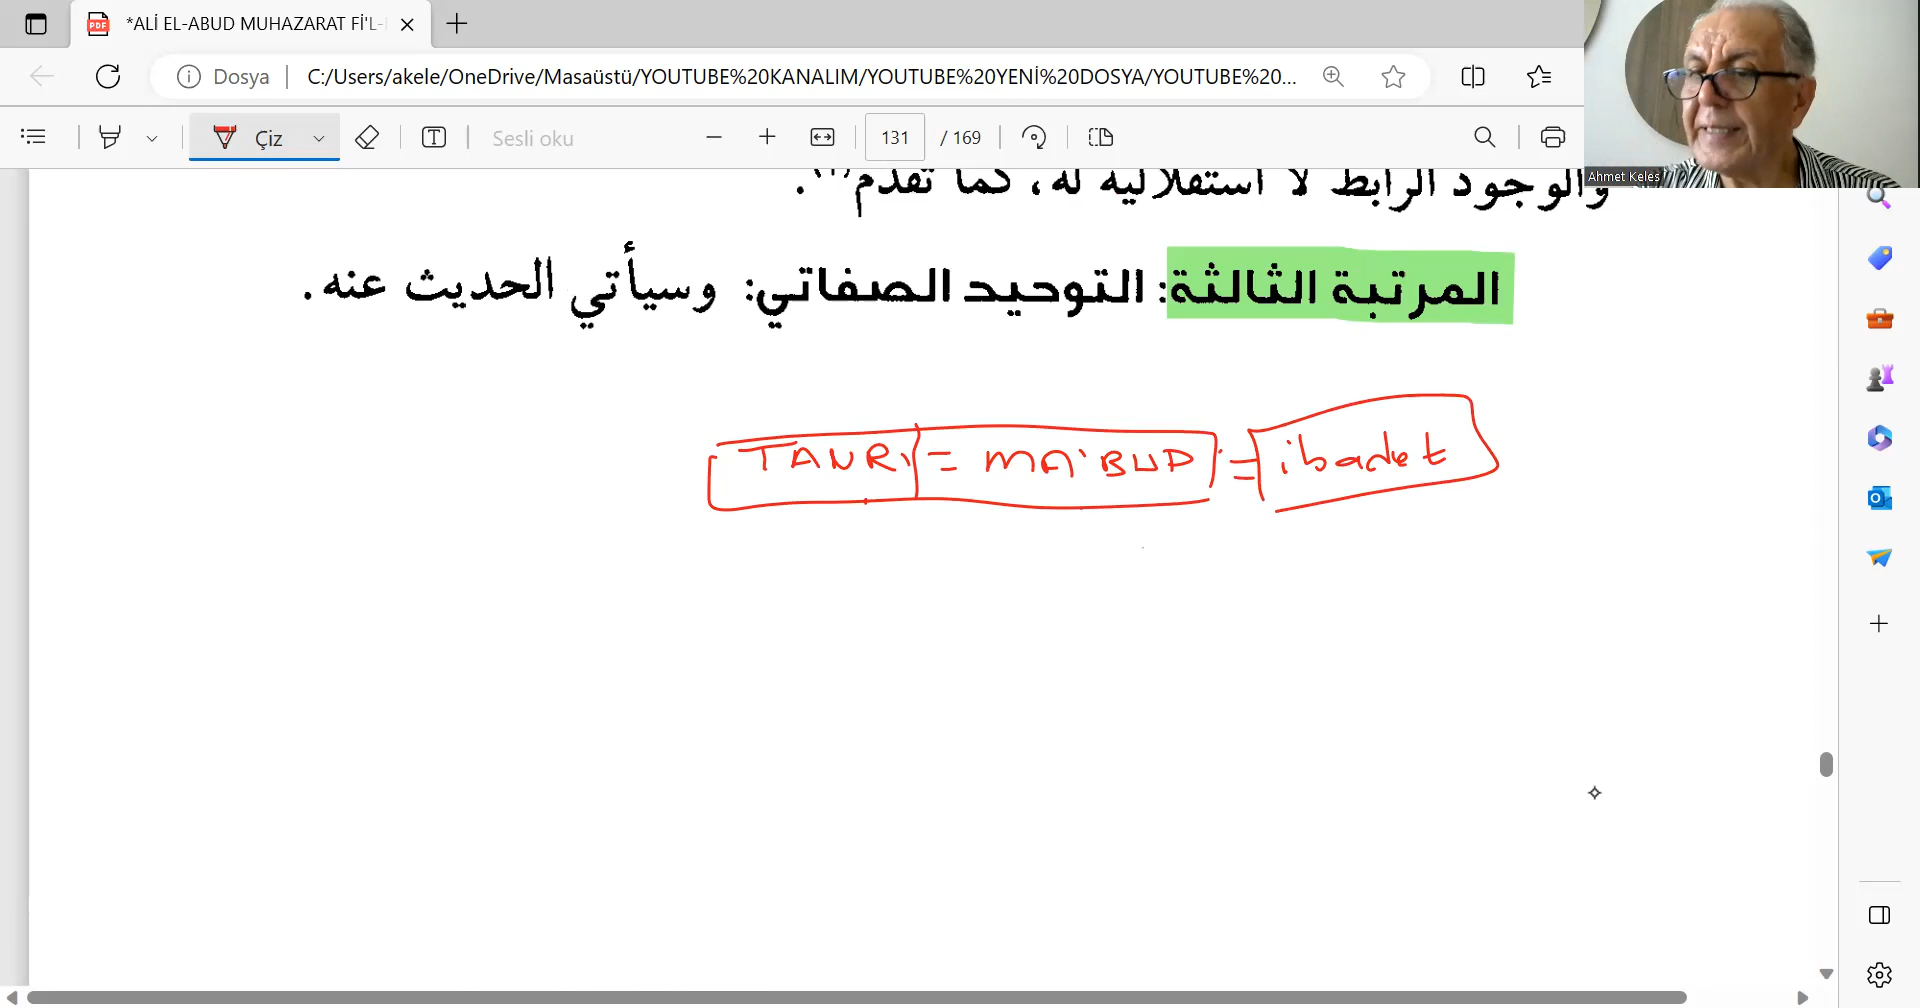 *ALİ EL-ABUD MUHAZARAT Fİ'L-
Dosya
C:/Users/akele/OneDrive/Masaüstü/YOUTUBE%20KANALIM/YOUTUBE%20YENİ%20DOSYA/YOUTUBE%20...
Çiz
Sesli oku
131 / 169
Ahmet Keles
والوجود الرابط لا استقلالية له، كما تقدم(١).
المرتبة الثالثة: التوحيد الصفاتي: وسيأتي الحديث عنه.
TANRI = MA'BUD = ibadet